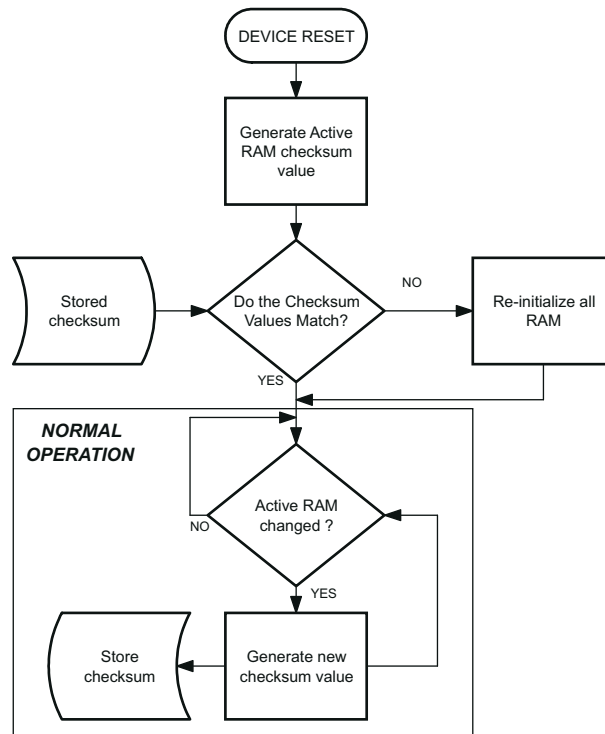 DEVICE RESET
Generate Active
RAM checksum
value
Stored
checksum
Do the Checksum
Values Match?
NO
Re-initialize all
RAM
YES
NORMAL
OPERATION
Active RAM
changed ?
NO
YES
Store
checksum
Generate new
checksum value